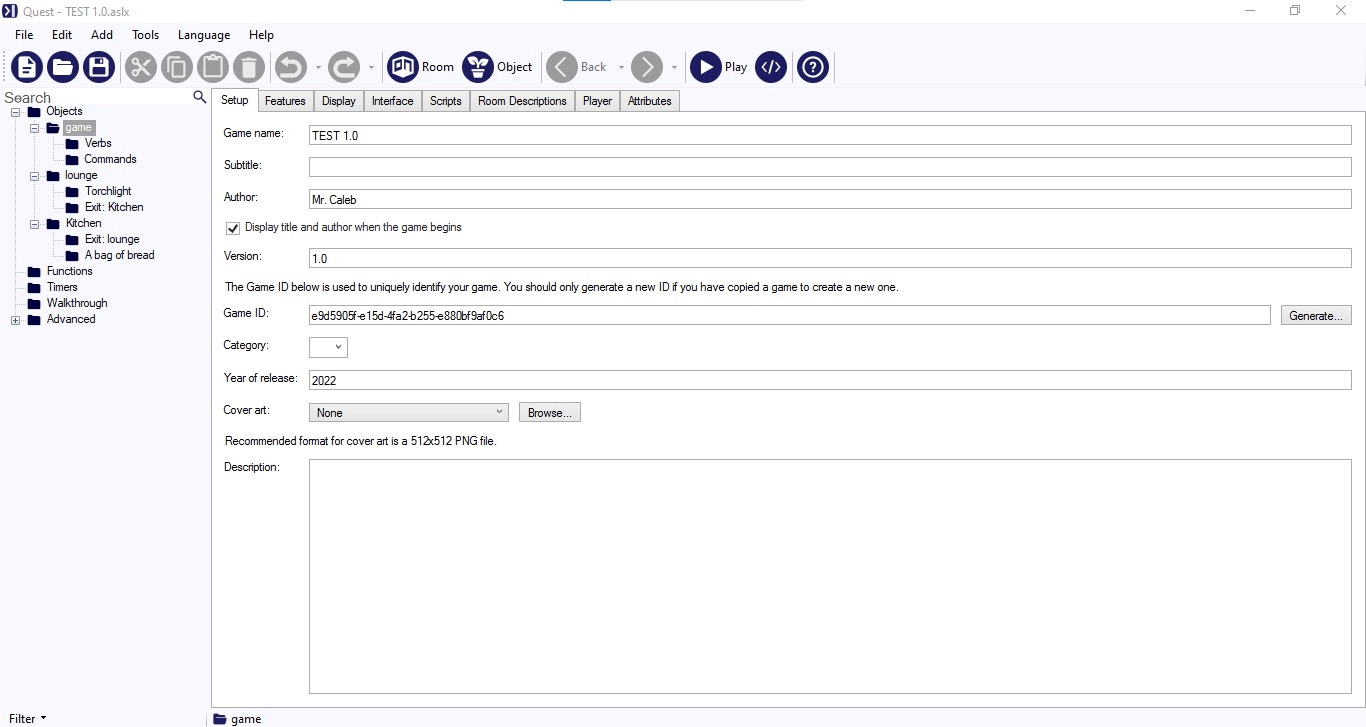 Quest - TEST 1.0.aslx
File Edit Add Tools Language Help
Room Object Back Play
Search
Objects
game
Verbs
Commands
lounge
Torchlight
Exit: Kitchen
Kitchen
Exit: lounge
A bag of bread
Functions
Timers
Walkthrough
Advanced
Filter
Setup Features Display Interface Scripts Room Descriptions Player Attributes
Game name: TEST 1.0
Subtitle:
Author: Mr. Caleb
Display title and author when the game begins
Version: 1.0
The Game ID below is used to uniquely identify your game. You should only generate a new ID if you have copied a game to create a new one.
Game ID: e9d5905f-e15d-4fa2-b255-e880bf9af0c6 Generate...
Category:
Year of release: 2022
Cover art: None Browse...
Recommended format for cover art is a 512x512 PNG file.
Description:
game